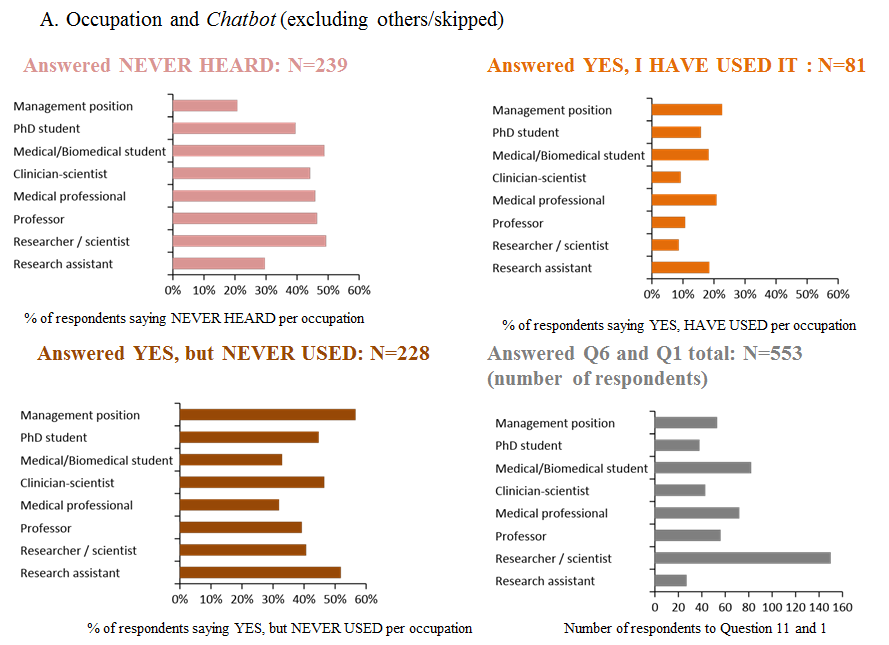 A. Occupation and Chatbot (excluding others/skipped)
Answered NEVER HEARD: N=239
Management position
PhD student
Medical/Biomedical student
Clinician-scientist
Medical professional
Professor
Researcher / scientist
Research assistant
0% 10% 20% 30% 40% 50% 60%
% of respondents saying NEVER HEARD per occupation
Answered YES, I HAVE USED IT : N=81
Management position
PhD student
Medical/Biomedical student
Clinician-scientist
Medical professional
Professor
Researcher / scientist
Research assistant
0% 10% 20% 30% 40% 50% 60%
% of respondents saying YES, HAVE USED per occupation
Answered YES, but NEVER USED: N=228
Management position
PhD student
Medical/Biomedical student
Clinician-scientist
Medical professional
Professor
Researcher / scientist
Research assistant
0% 10% 20% 30% 40% 50% 60%
% of respondents saying YES, but NEVER USED per occupation
Answered Q6 and Q1 total: N=553
(number of respondents)
Management position
PhD student
Medical/Biomedical student
Clinician-scientist
Medical professional
Professor
Researcher / scientist
Research assistant
0 20 40 60 80 100 120 140 160
Number of respondents to Question 11 and 1